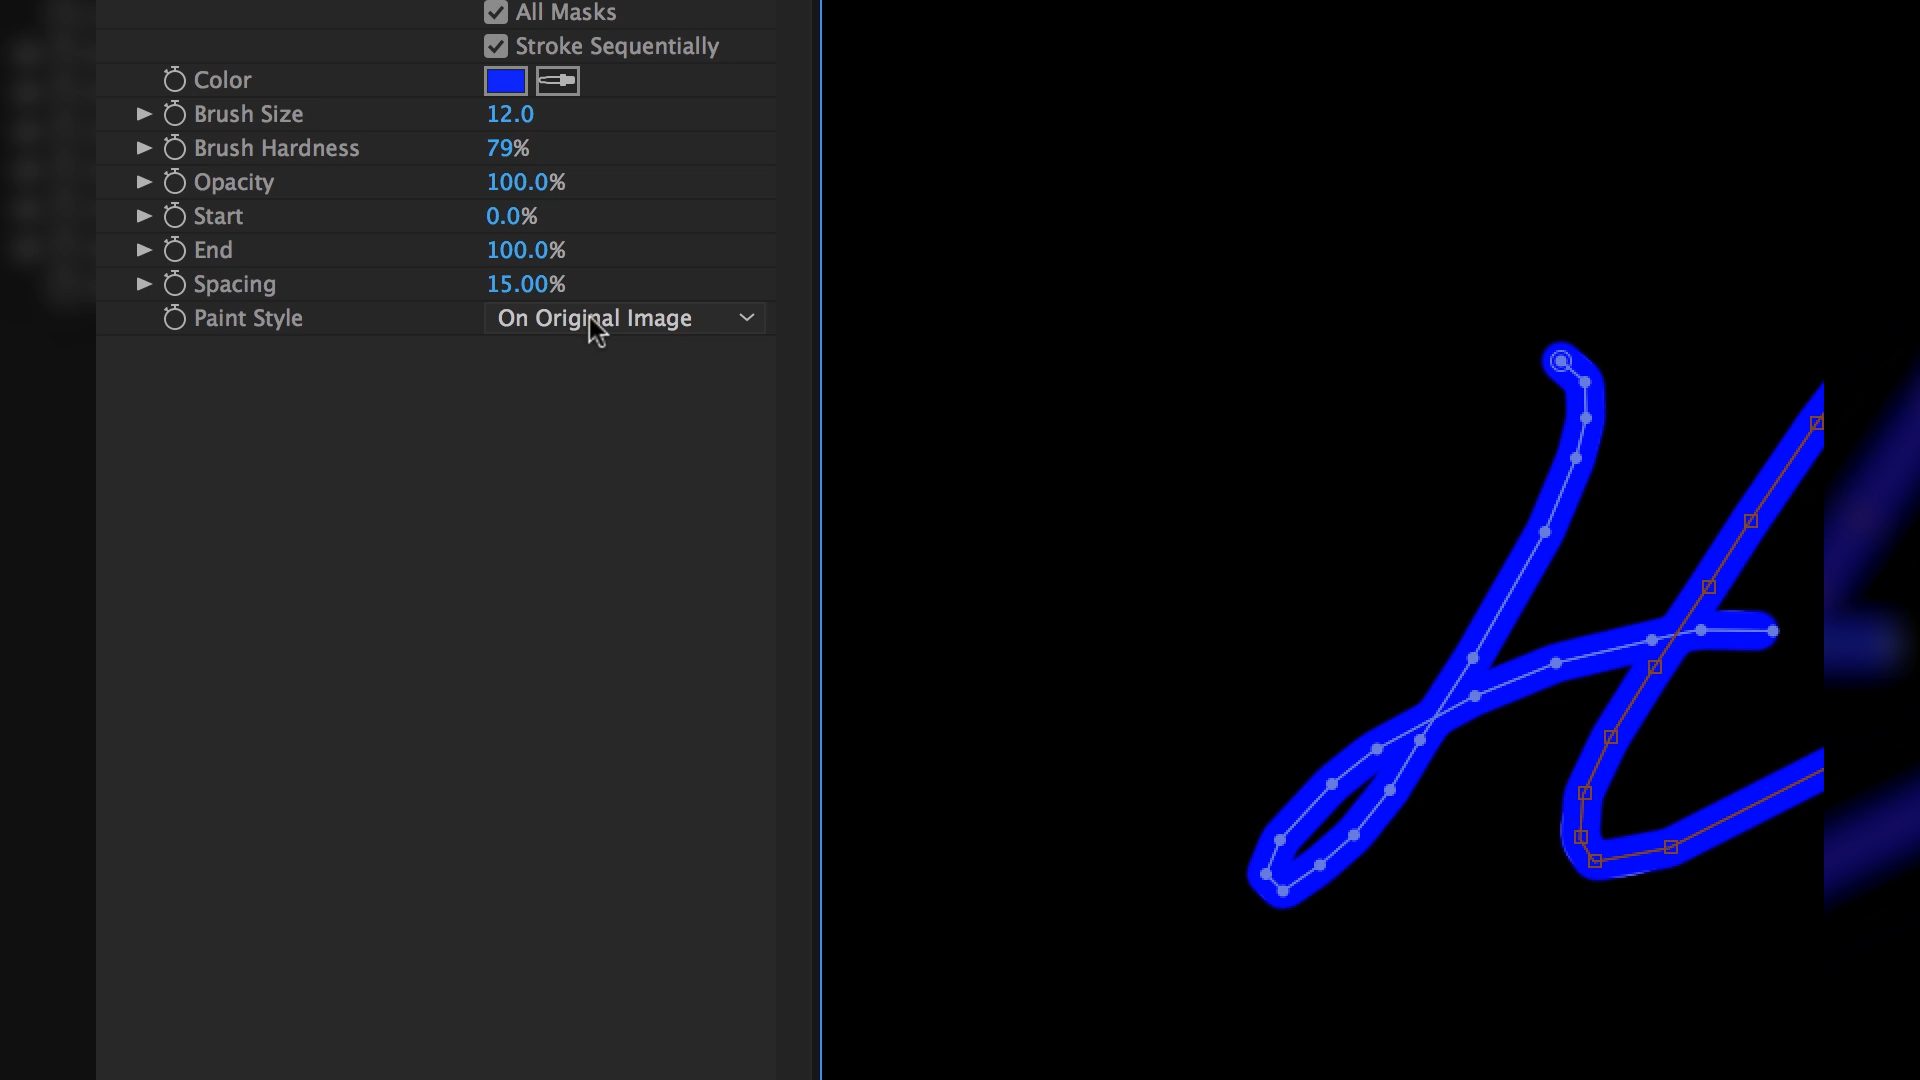 All Masks
Stroke Sequentially
Color
Brush Size 12.0
Brush Hardness 79%
Opacity 100.0%
Start 0.0%
End 100.0%
Spacing 15.00%
Paint Style On Original Image
H